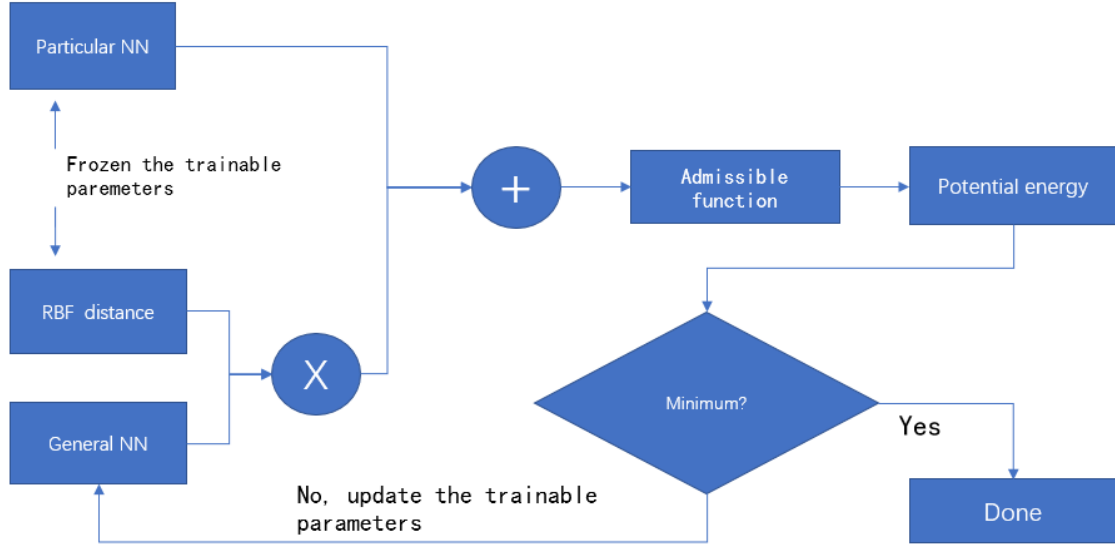 Particular NN
Frozen the trainable
paremeters
+
Admissible
function
Potential energy
RBF distance
X
Minimum?
General NN
Yes
No, update the trainable
parameters
Done